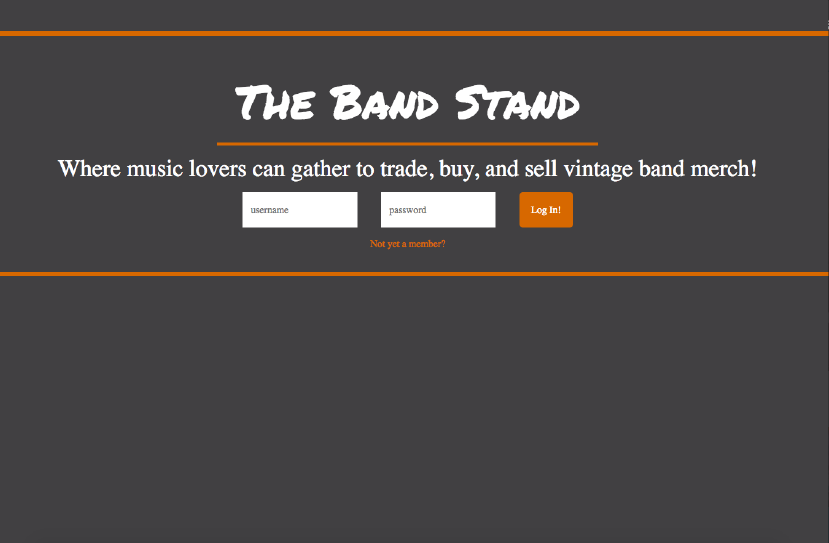 The Band Stand
Where music lovers can gather to trade, buy, and sell vintage band merch!
username password Log In!
Not yet a member?